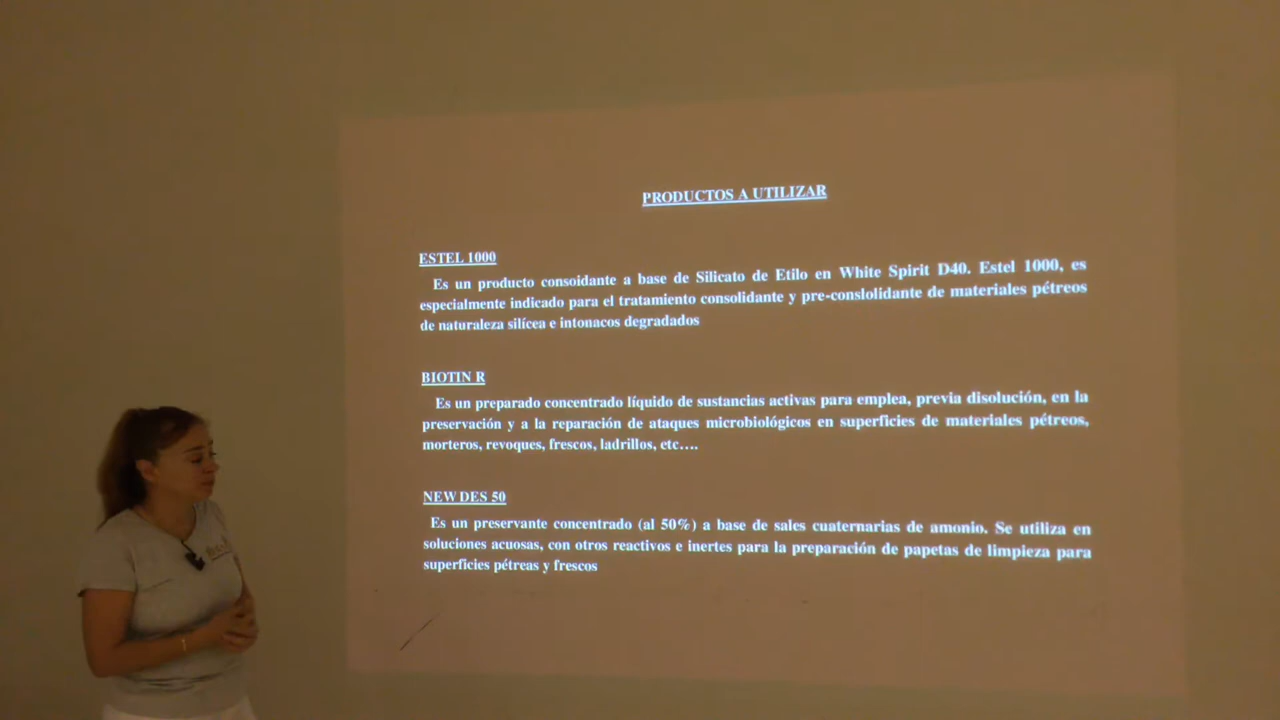 PRODUCTOS A UTILIZAR
ESTEL 1000
Es un producto consoidante a base de Silicato de Etilo en White Spirit D40. Estel 1000, es
especialmente indicado para el tratamiento consolidante y pre-conslolidante de materiales pétreos
de naturaleza silícea e intonacos degradados
BIOTIN R
Es un preparado concentrado líquido de sustancias activas para emplea, previa disolución, en la
preservación y a la reparación de ataques microbiológicos en superficies de materiales pétreos,
morteros, revoques, frescos, ladrillos, etc….
NEW DES 50
Es un preservante concentrado (al 50%) a base de sales cuaternarias de amonio. Se utiliza en
soluciones acuosas, con otros reactivos e inertes para la preparación de papetas de limpieza para
superficies pétreas y frescos